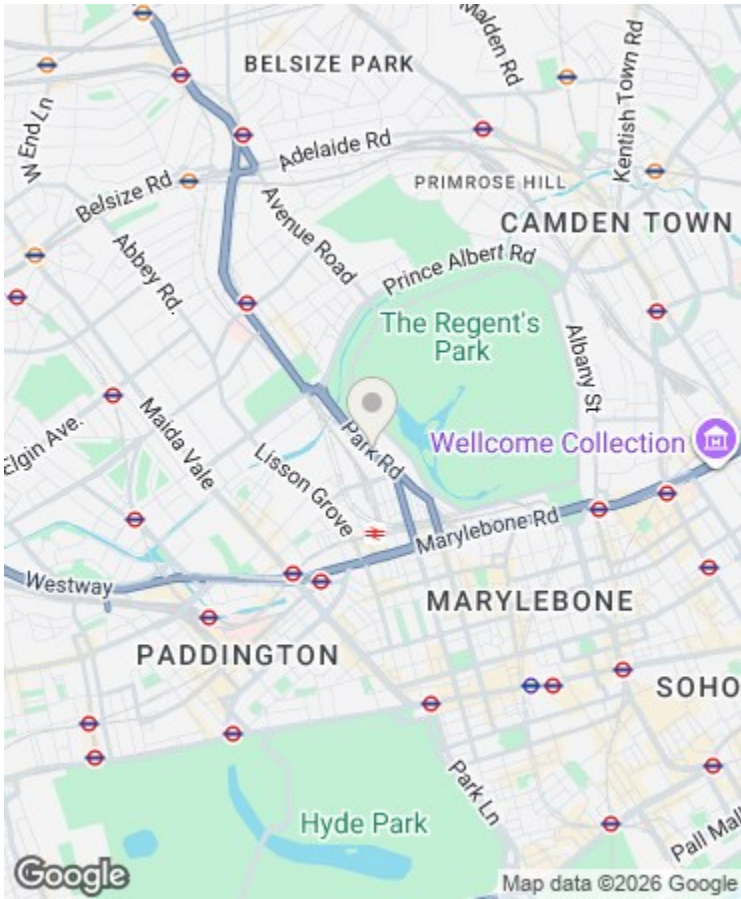 Malden Rd
BELSIZE PARK
Kentish Town Rd
W End Ln
Adelaide Rd
Belsize Rd
PRIMROSE HILL
Avenue Road
CAMDEN TOWN
Abbey Rd.
Prince Albert Rd
The Regent's
Park
Albany St
Maida Vale
Elgin Ave.
Park Rd
Wellcome Collection
Lisson Grove
Marylebone Rd
Westway
MARYLEBONE
PADDINGTON
SOHO
Park Ln
Hyde Park
Pall Mall
Google
Map data ©2026 Google